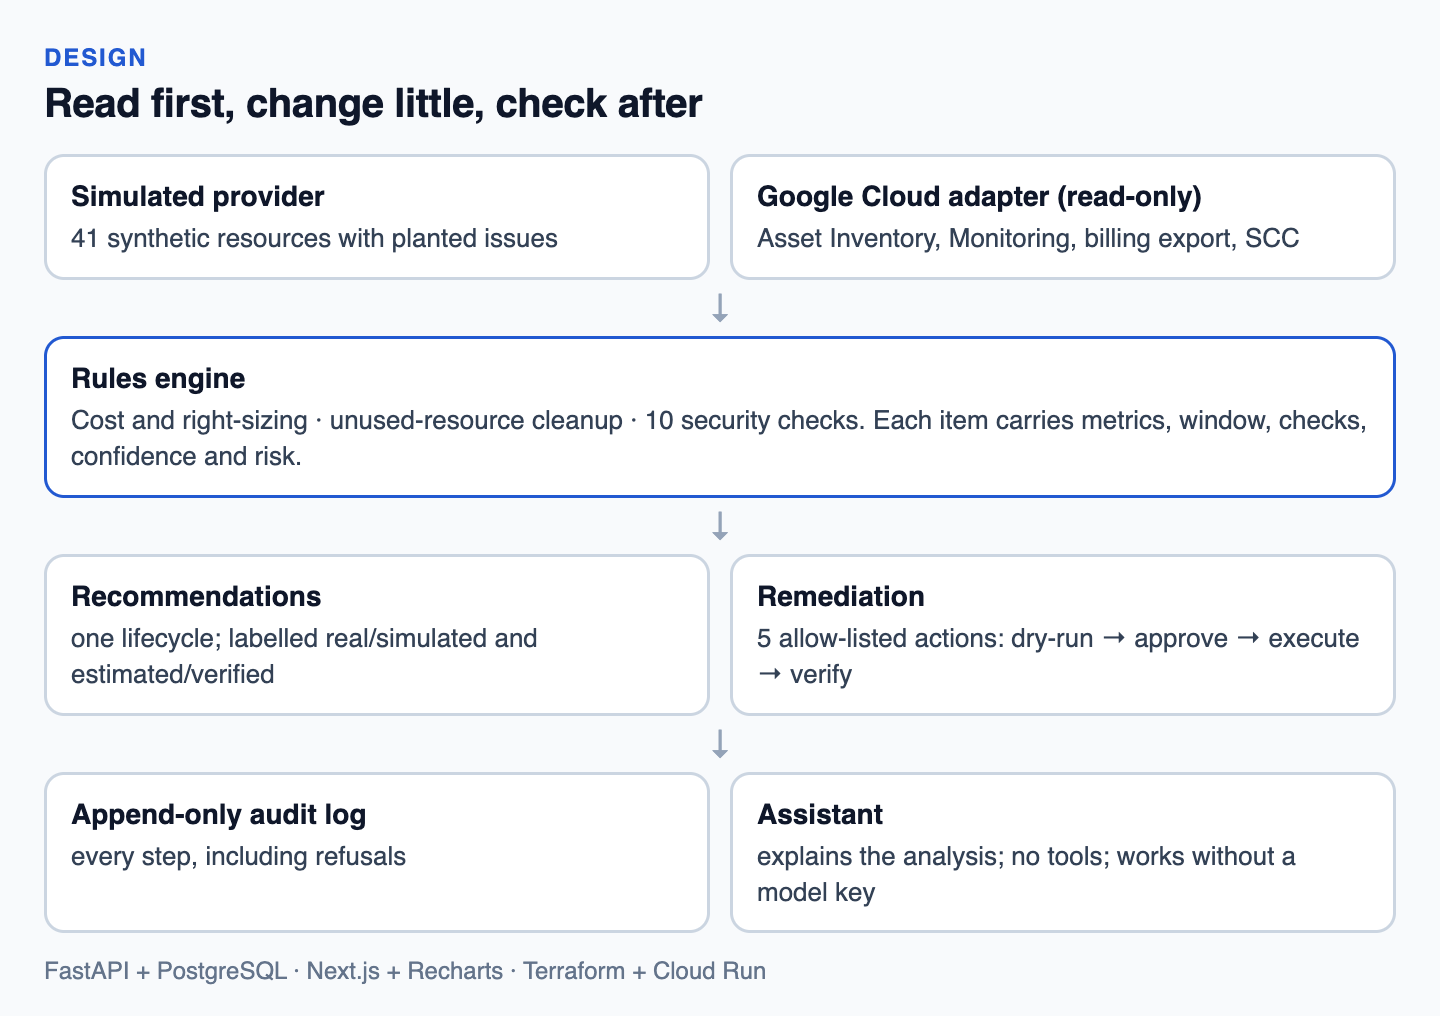 DESIGN
Read first, change little, check after
Simulated provider
41 synthetic resources with planted issues
Google Cloud adapter (read-only)
Asset Inventory, Monitoring, billing export, SCC
↓
Rules engine
Cost and right-sizing · unused-resource cleanup · 10 security checks. Each item carries metrics, window, checks,
confidence and risk.
↓
Recommendations
one lifecycle; labelled real/simulated and
estimated/verified
Remediation
5 allow-listed actions: dry-run → approve → execute
→ verify
↓
Append-only audit log
every step, including refusals
Assistant
explains the analysis; no tools; works without a
model key
FastAPI + PostgreSQL · Next.js + Recharts · Terraform + Cloud Run